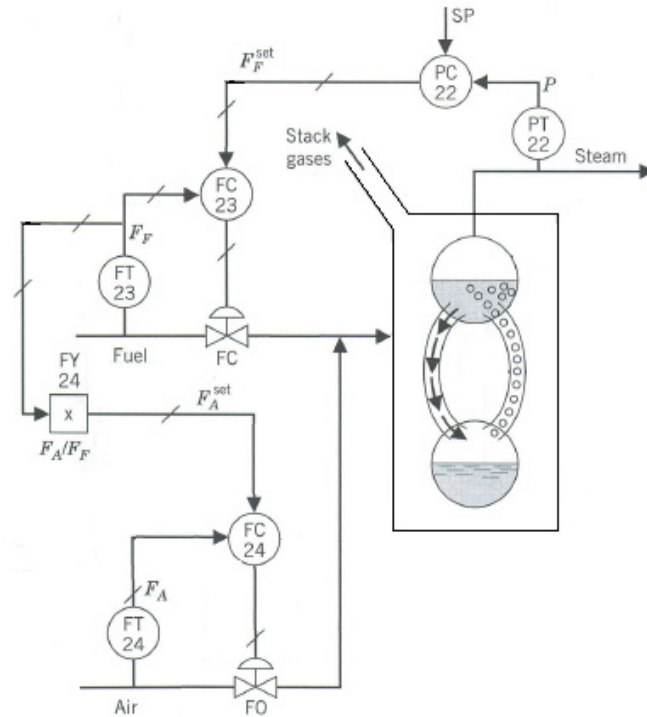 SP
F_F^set
PC
22
P
PT
22
Stack
gases
Steam
FC
23
F_F
FT
23
Fuel
FC
FY
24
x
F_A/F_F
F_A^set
FC
24
F_A
FT
24
Air
FO